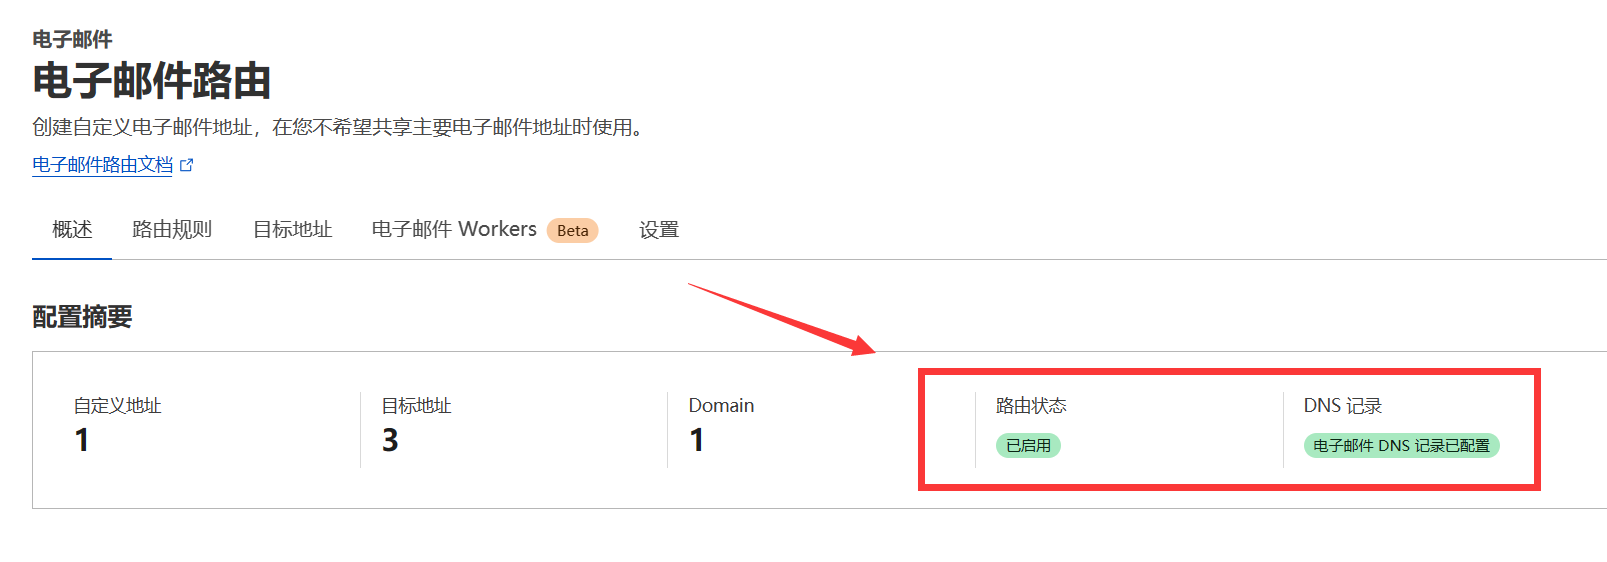 电子邮件
电子邮件路由
创建自定义电子邮件地址，在您不希望共享主要电子邮件地址时使用。
电子邮件路由文档
概述 路由规则 目标地址 电子邮件 Workers Beta 设置
配置摘要
自定义地址 目标地址 Domain 路由状态 DNS 记录
1 3 1 已启用 电子邮件 DNS 记录已配置